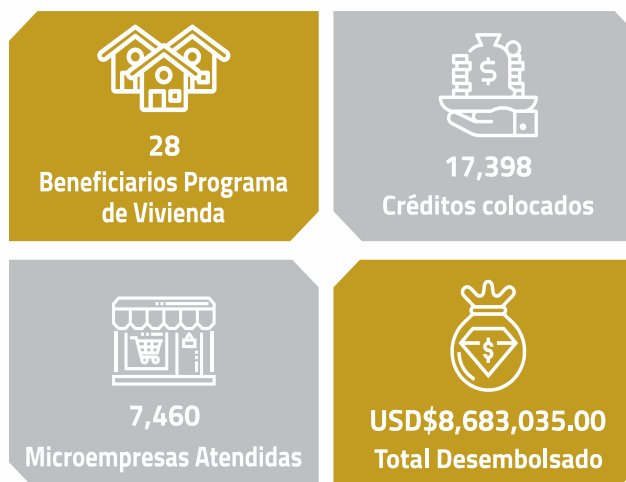 28
Beneficiarios Programa
de Vivienda
17,398
Créditos colocados
7,460
Microempresas Atendidas
USD$8,683,035.00
Total Desembolsado